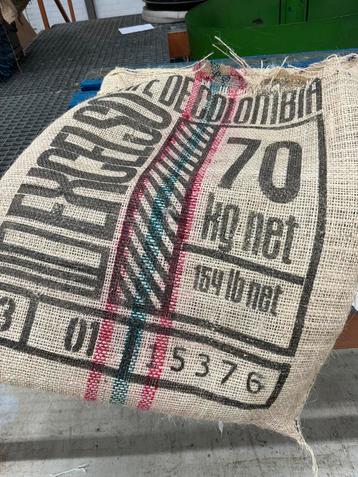 DE COLOMBIA
EXCELSO
70
kg net
154 lb net
3 01 15376